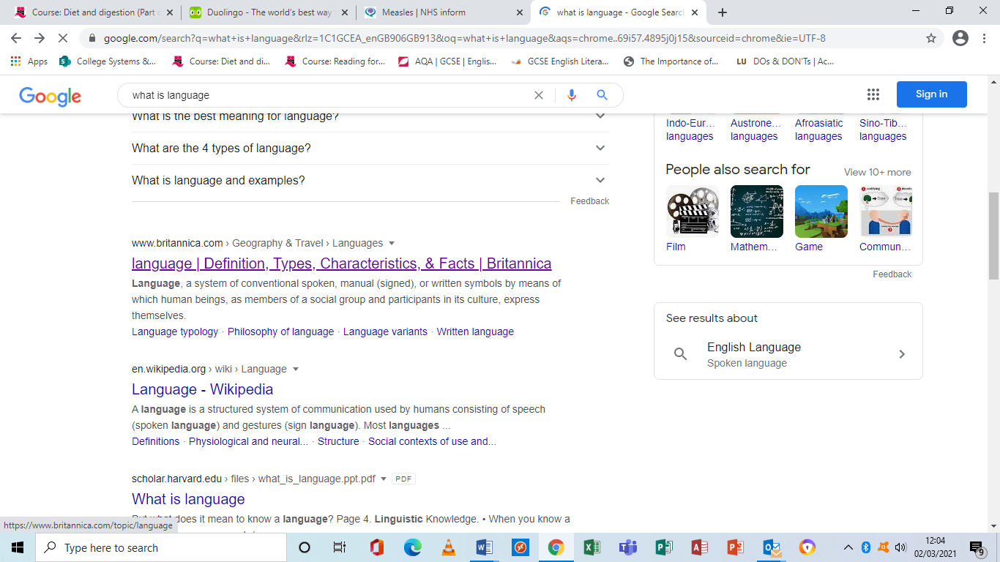 Course: Diet and digestion (Part
Duolingo - The world's best way
Measles | NHS inform
what is language - Google Searc
google.com/search?q=what+is+language&rlz=1C1GCEA_enGB906GB913&oq=what+is+language&aqs=chrome..69i57.4895j0j15&sourceid=chrome&ie=UTF-8
Apps
College Systems &...
Course: Diet and di...
Course: Reading for...
AQA | GCSE | Englis...
GCSE English Litera...
The Importance of...
LU DOs & DON'Ts | Ac...
Google
what is language
Sign in
What is the best meaning for language?
What are the 4 types of language?
What is language and examples?
Feedback
www.britannica.com › Geography & Travel › Languages
language | Definition, Types, Characteristics, & Facts | Britannica
Language, a system of conventional spoken, manual (signed), or written symbols by means of
which human beings, as members of a social group and participants in its culture, express
themselves.
Language typology · Philosophy of language · Language variants · Written language
en.wikipedia.org › wiki › Language
Language - Wikipedia
A language is a structured system of communication used by humans consisting of speech
(spoken language) and gestures (sign language). Most languages ...
Definitions · Physiological and neural... · Structure · Social contexts of use and...
scholar.harvard.edu › files › what_is_language.ppt.pdf PDF
What is language
But what does it mean to know a language? Page 4. Linguistic Knowledge. • When you know a
https://www.britannica.com/topic/language
Indo-Eur... languages
Austrone... languages
Afroasiatic languages
Sino-Tib... languages
People also search for
View 10+ more
Film
Mathem...
Game
Commun...
Feedback
See results about
English Language
Spoken language
Type here to search
12:04
02/03/2021
9